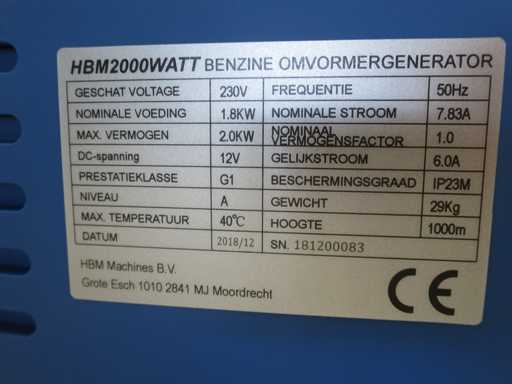 HBM2000WATT BENZINE OMVORMERGENERATOR
GESCHAT VOLTAGE 230V FREQUENTIE 50Hz
NOMINALE VOEDING 1.8KW NOMINALE STROOM 7.83A
MAX. VERMOGEN 2.0KW NOMINAAL VERMOGENSFACTOR 1.0
DC-spanning 12V GELIJKSTROOM 6.0A
PRESTATIEKLASSE G1 BESCHERMINGSGRAAD IP23M
NIVEAU A GEWICHT 29Kg
MAX. TEMPERATUUR 40℃ HOOGTE 1000m
DATUM 2018/12 SN. 181200083
HBM Machines B.V.
Grote Esch 1010 2841 MJ Moordrecht
CE